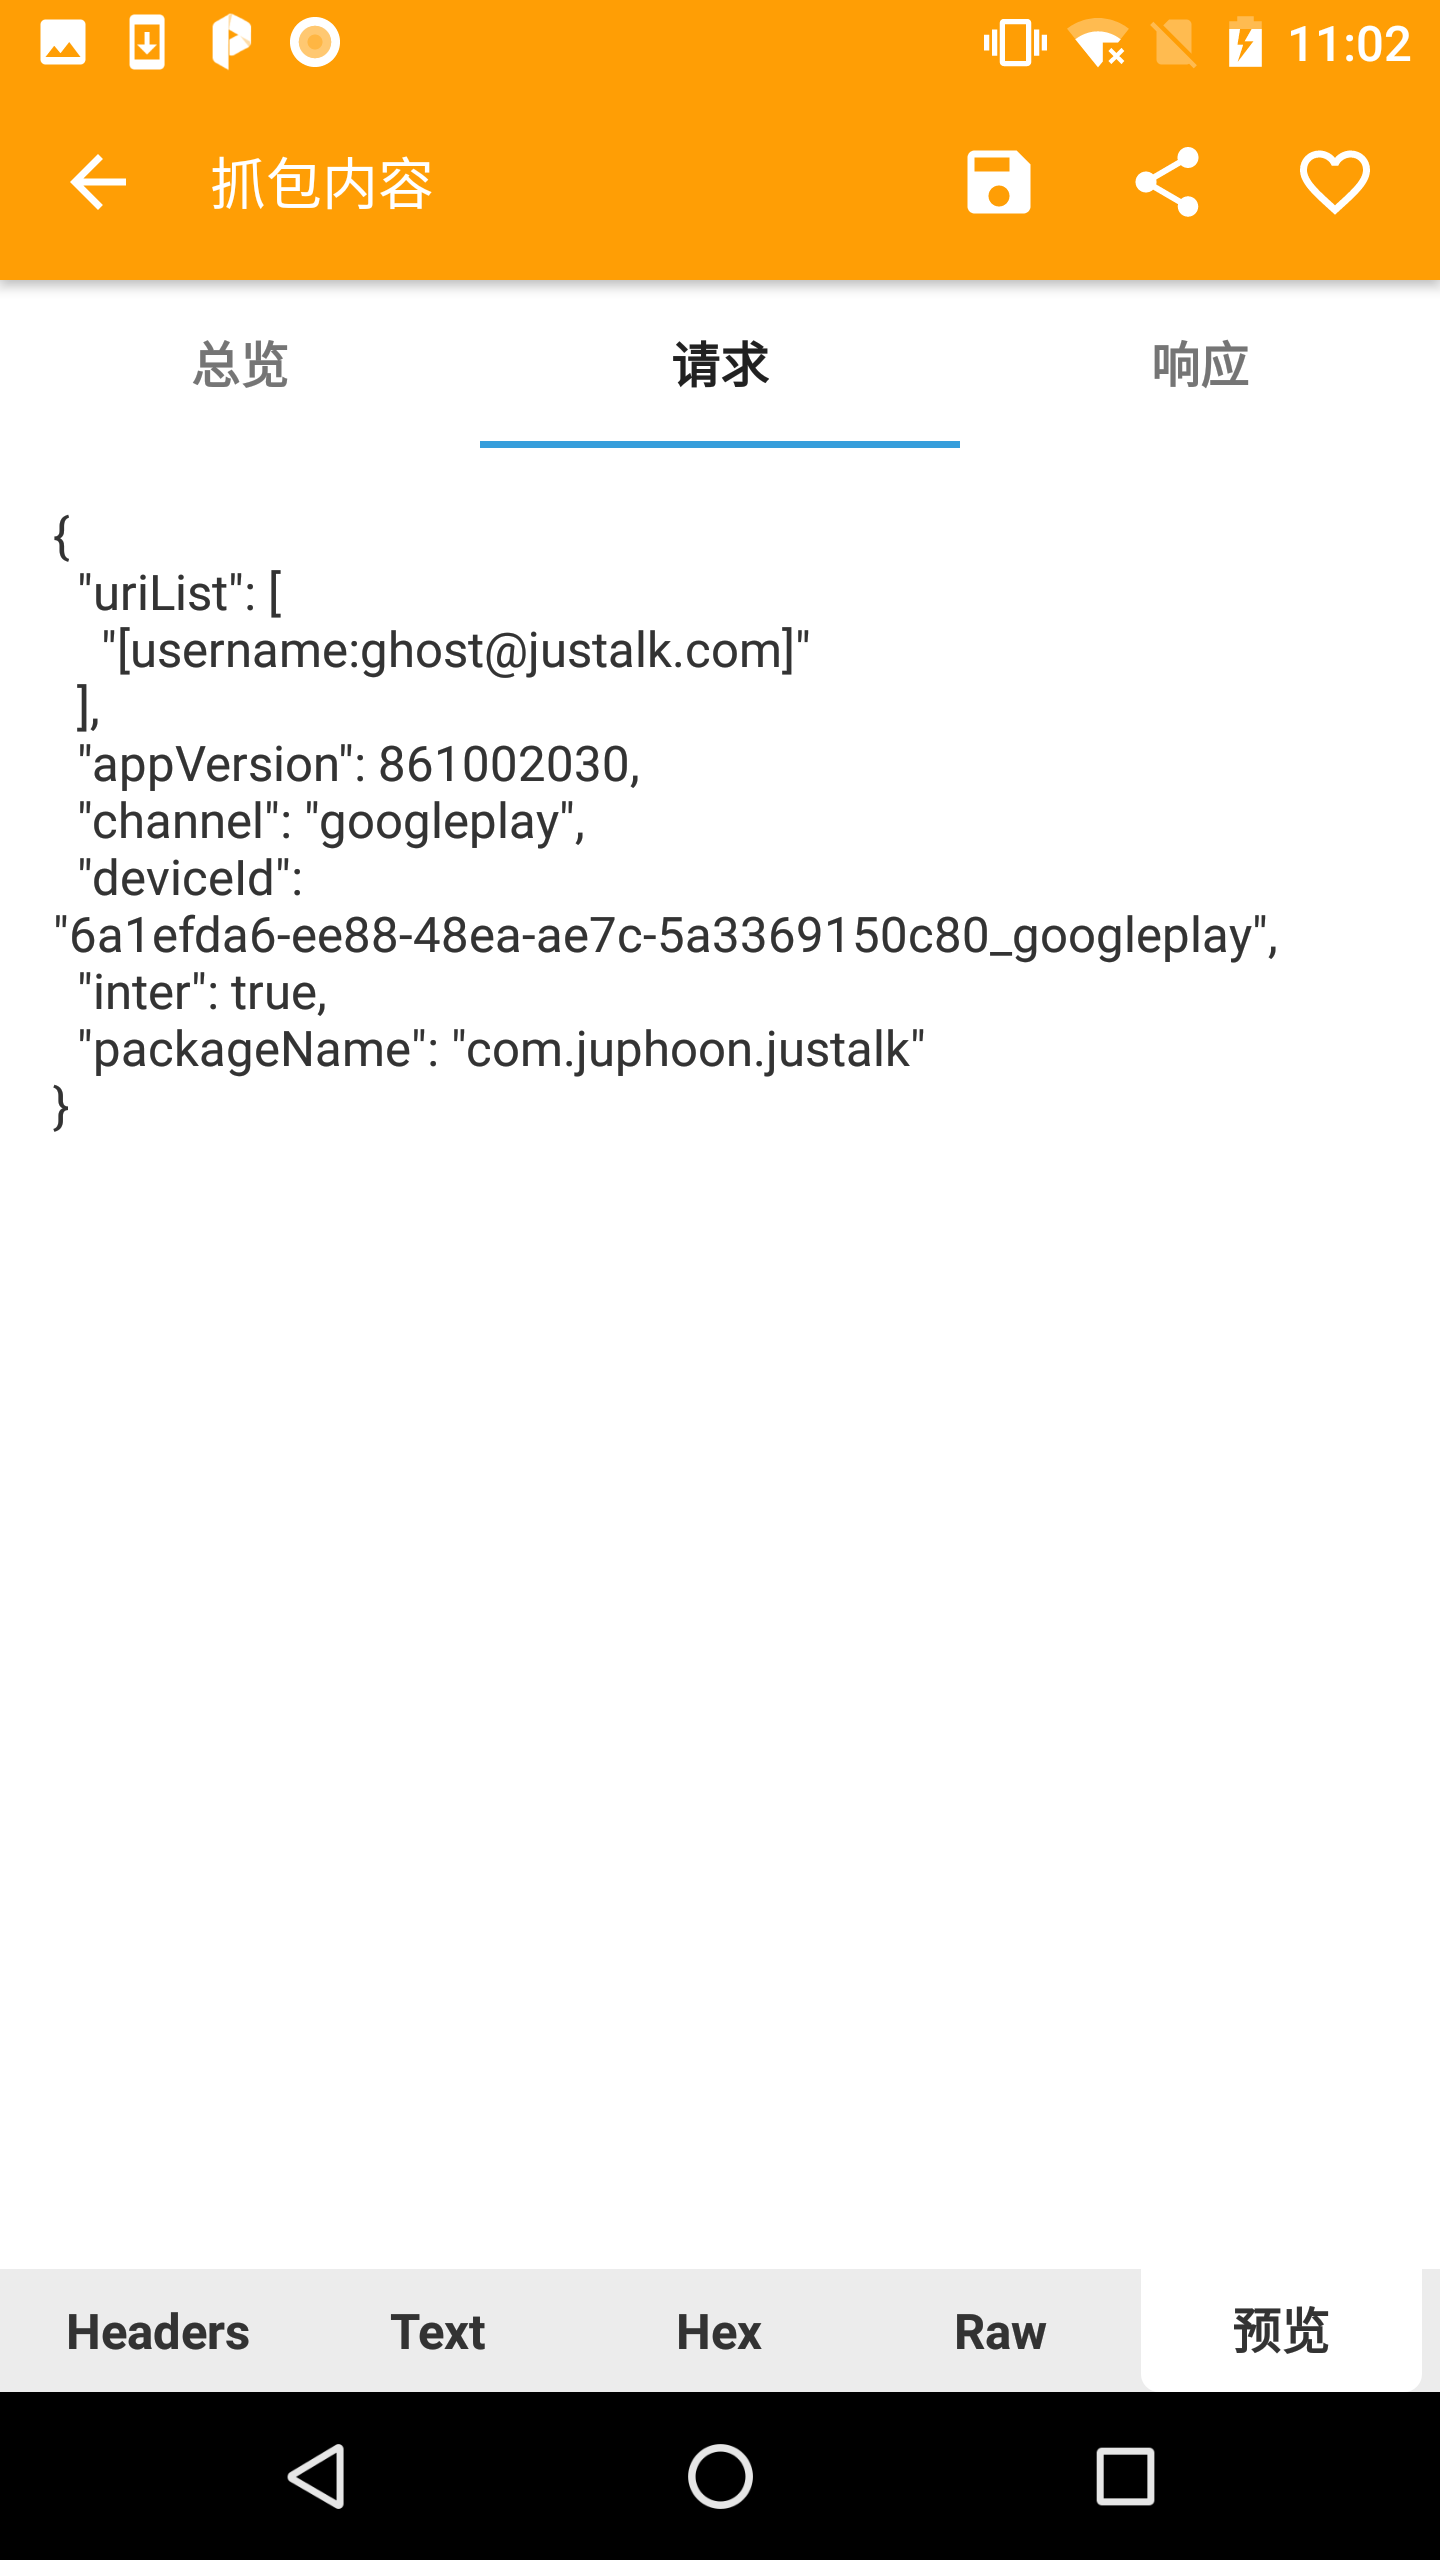 11:02
抓包内容
总览 请求 响应
{
"uriList": [
"[username:ghost@justalk.com]"
],
"appVersion": 861002030,
"channel": "googleplay",
"deviceId":
"6a1efda6-ee88-48ea-ae7c-5a3369150c80_googleplay",
"inter": true,
"packageName": "com.juphoon.justalk"
}
Headers Text Hex Raw 预览